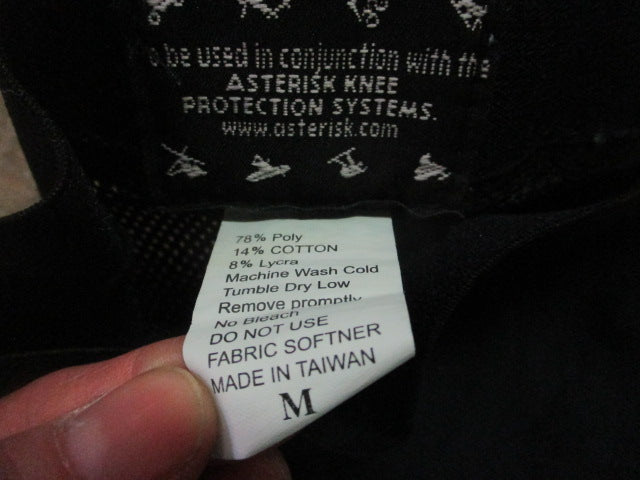 be used in conjunction with the
ASTERISK KNEE
PROTECTION SYSTEMS.
www.asterisk.com
78% Poly
14% COTTON
8% Lycra
Machine Wash Cold
Tumble Dry Low
Remove promptly
No Bleach
DO NOT USE
FABRIC SOFTNER
MADE IN TAIWAN
M